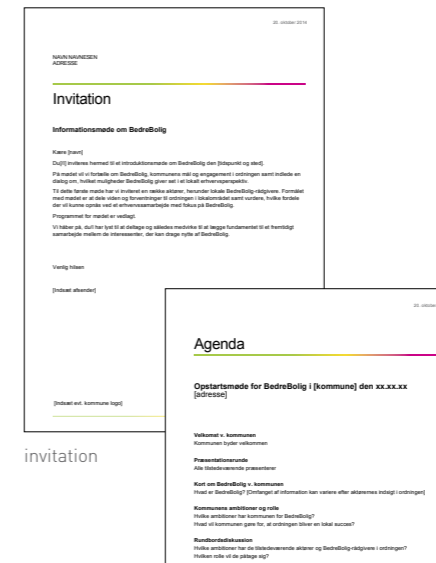 20. oktober 2014
NAVN NAVNESEN
ADRESSE
Invitation
Informationsmøde om BedreBolig
Kære [navn]
Du[/I] inviteres hermed til et introduktionsmøde om BedreBolig den [tidspunkt og sted].
På mødet vil vi fortælle om BedreBolig, kommunens mål og engagement i ordningen samt indlede en
dialog om, hvilket muligheder BedreBolig giver set i et lokalt erhvervsperspektiv.
Til dette første møde har vi inviteret en række aktører, herunder lokale BedreBolig-rådgivere. Formålet
med mødet er at dele viden og forventninger til ordningen i lokalområdet samt vurdere, hvilke fordele
der vil kunne opnås ved et erhvervssamarbejde med fokus på BedreBolig.
Programmet for mødet er vedlagt.
Vi håber på, du/I har lyst til at deltage og således medvirke til at lægge fundamentet til et fremtidigt
samarbejde mellem de interessenter, der kan drage nytte af BedreBolig.
Venlig hilsen
[Indsæt afsender]
[Indsæt evt. kommune logo]
invitation
20. oktober
Agenda
Opstartsmøde for BedreBolig i [kommune] den xx.xx.xx
[adresse]
Velkomst v. kommunen
Kommunen byder velkommen
Præsentationsrunde
Alle tilstedeværende præsenterer
Kort om BedreBolig v. kommunen
Hvad er BedreBolig? [Omfanget af information kan variere efter aktørernes indsigt i ordningen]
Kommunens ambitioner og rolle
Hvilke ambitioner har kommunen for BedreBolig?
Hvad vil kommunen gøre for, at ordningen bliver en lokal succes?
Rundbordsdiskussion
Hvilke ambitioner har de tilstedeværende aktører og BedreBolig-rådgivere i ordningen?
Hvilken rolle vil de påtage sig?